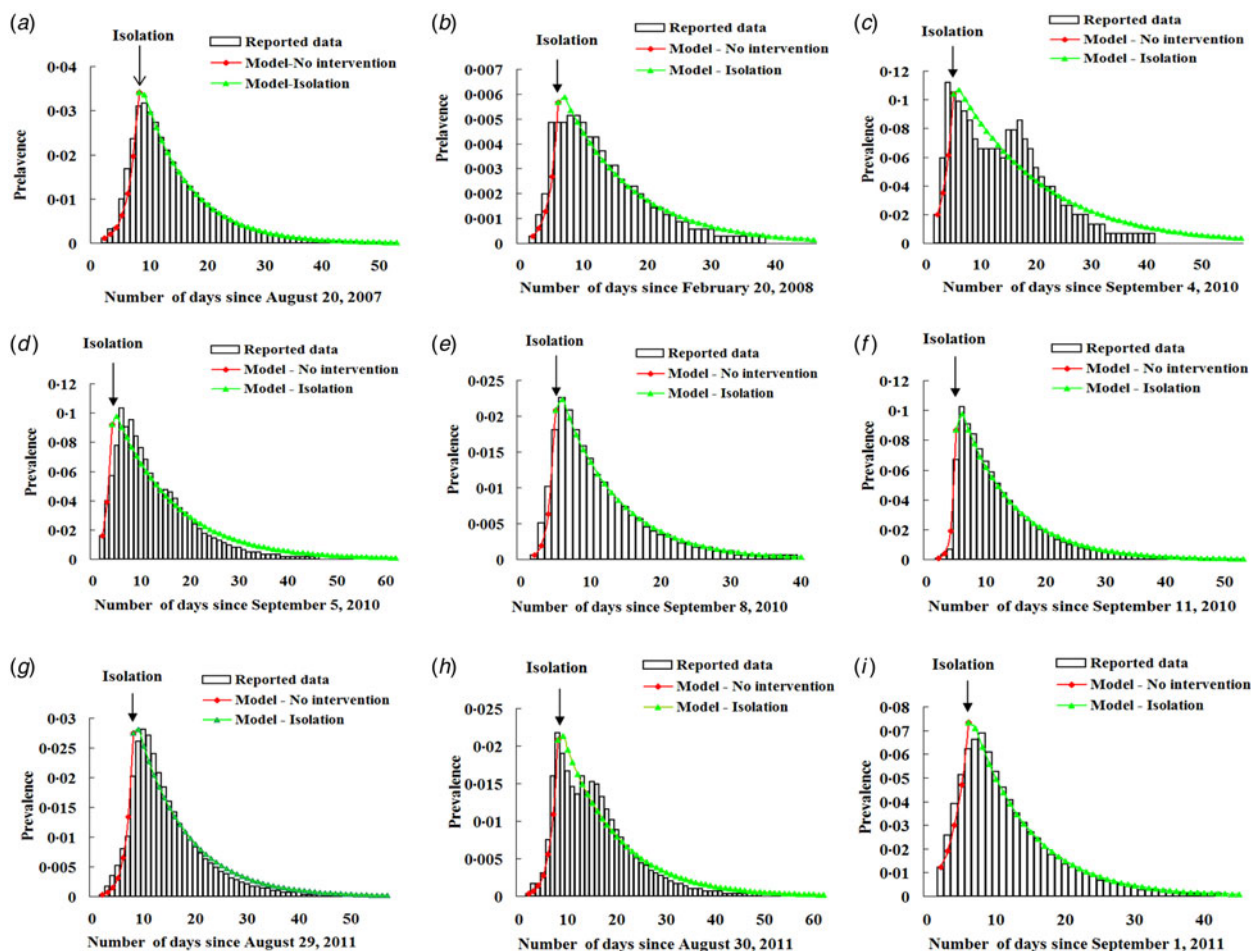 (a)
Isolation
Reported data
Model-No intervention
Model-Isolation
0·04
0·03
0·02
0·01
0
Prelavence
0 10 20 30 40 50
Number of days since August 20, 2007
(b)
Isolation
Reported data
Model - No intervention
Model - Isolation
0·007
0·006
0·005
0·004
0·003
0·002
0·001
0
Prelavence
0 10 20 30 40
Number of days since February 20, 2008
(c)
Isolation
Reported data
Model - No intervention
Model - Isolation
0·12
0·1
0·08
0·06
0·04
0·02
0
Prevalence
0 10 20 30 40 50
Number of days since September 4, 2010
(d)
Isolation
Reported data
Model - No intervention
Model - Isolation
0·12
0·1
0·08
0·06
0·04
0·02
0
Prevalence
0 10 20 30 40 50 60
Number of days since September 5, 2010
(e)
Isolation
Reported data
Model - No intervention
Model - Isolation
0·025
0·02
0·015
0·01
0·005
0
Prevalence
0 10 20 30 40
Number of days since September 8, 2010
(f)
Isolation
Reported data
Model - No intervention
Model - Isolation
0·12
0·1
0·08
0·06
0·04
0·02
0
Prevalence
0 10 20 30 40 50
Number of days since September 11, 2010
(g)
Isolation
Reported data
Model - No intervention
Model - Isolation
0·03
0·025
0·02
0·015
0·01
0·005
0
Prevalence
0 10 20 30 40 50
Number of days since August 29, 2011
(h)
Isolation
Reported data
Model - No intervention
Model - Isolation
0·025
0·02
0·015
0·01
0·005
0
Prevalence
0 10 20 30 40 50 60
Number of days since August 30, 2011
(i)
Isolation
Reported data
Model - No intervention
Model - Isolation
0·08
0·07
0·06
0·05
0·04
0·03
0·02
0·01
0
Prevalence
0 10 20 30 40
Number of days since September 1, 2011